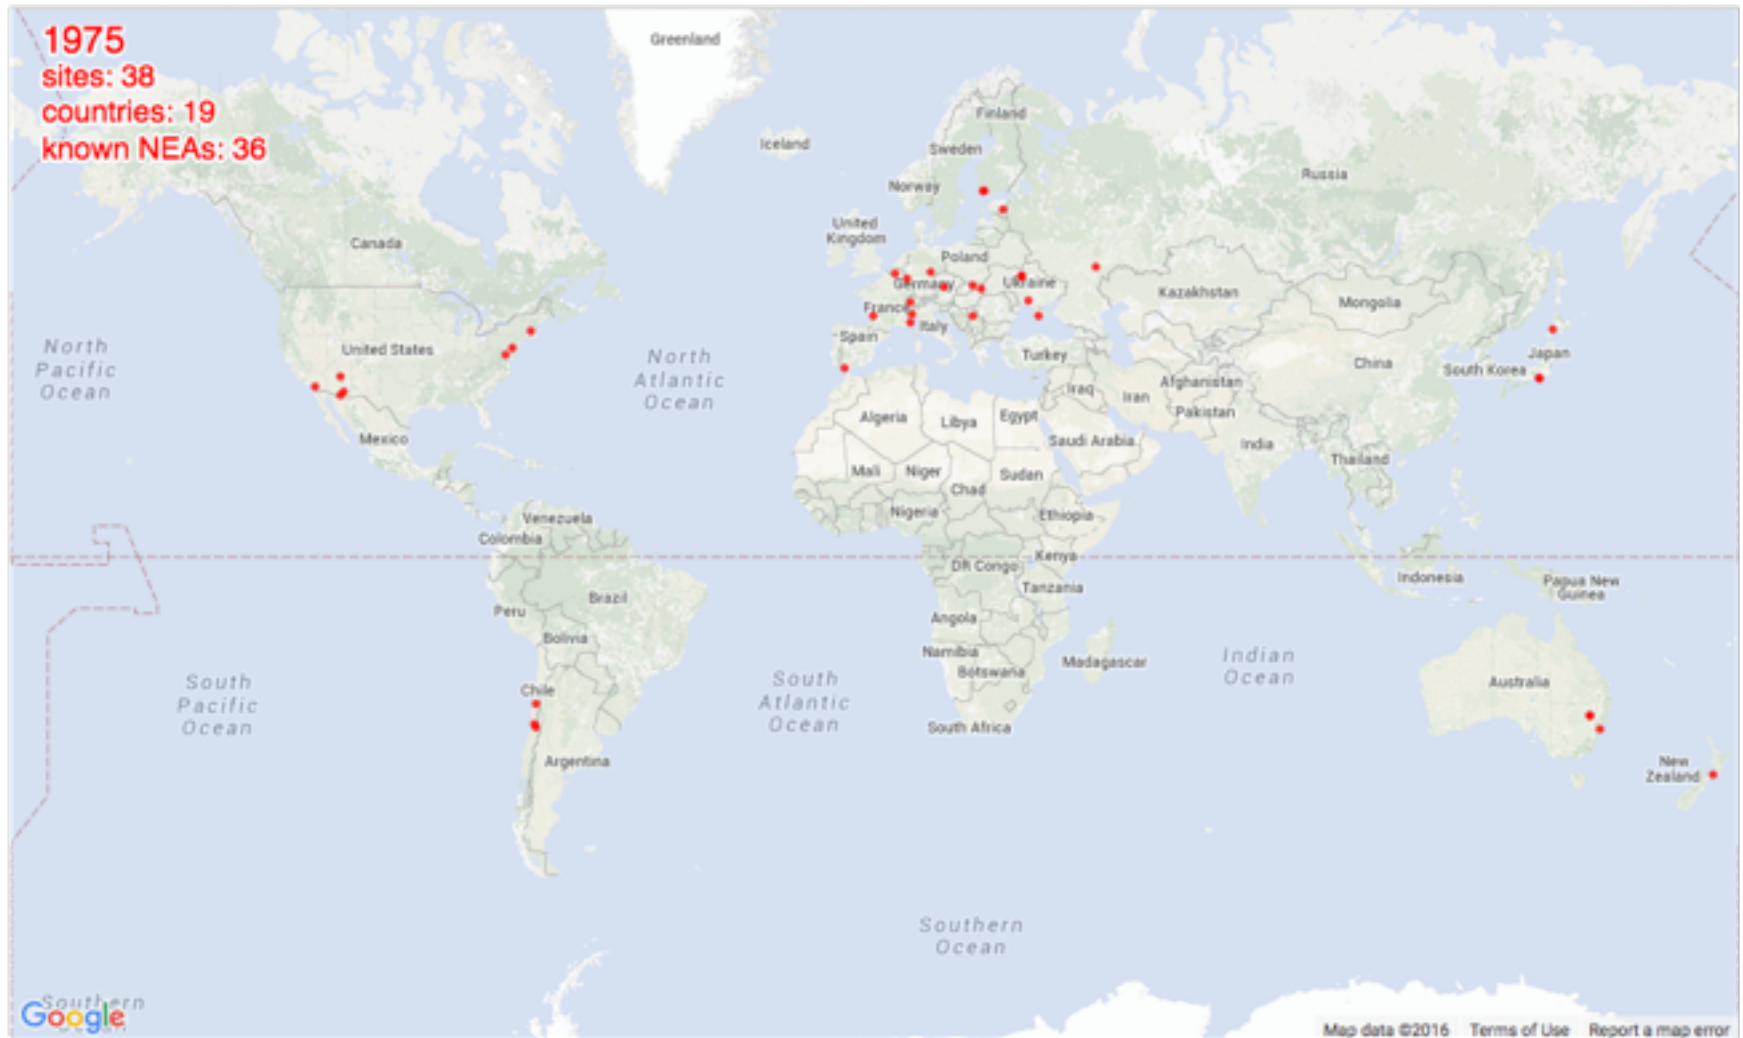 1975
sites: 38
countries: 19
known NEAs: 36
Greenland
Iceland
Finland
Sweden
Norway
Russia
United
Kingdom
Canada
Poland
Germany
Ukraine
Kazakhstan
Mongolia
France
Italy
Spain
United States
North
Pacific
Ocean
North
Atlantic
Ocean
Turkey
China
Japan
South Korea
Iraq
Iran
Afghanistan
Pakistan
Algeria
Libya
Egypt
Saudi Arabia
India
Mexico
Mali
Niger
Chad
Sudan
Thailand
Nigeria
Ethiopia
Venezuela
Colombia
Kenya
DR Congo
Tanzania
Indonesia
Papua New
Guinea
Peru
Brazil
Bolivia
Angola
Namibia
Botswana
Madagascar
Indian
Ocean
Australia
South
Pacific
Ocean
Chile
South
Atlantic
Ocean
South Africa
Argentina
New
Zealand
Southern
Ocean
Southern
Google
Map data ©2016 Terms of Use Report a map error